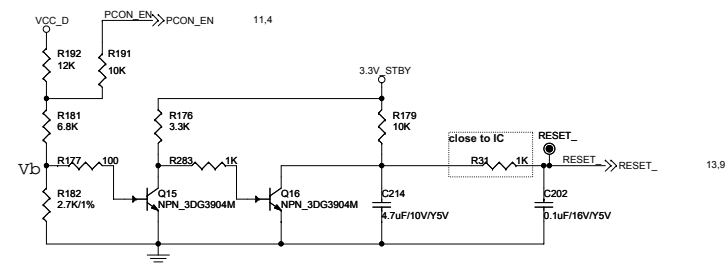 VCC_D
PCON_EN
PCON_EN
11,4
R192
12K
R191
10K
3.3V_STBY
R181
6.8K
R176
3.3K
R179
10K
close to IC
RESET_
Vb
R177
100
R283
1K
R31
1K
RESET_
RESET_
13,9
R182
2.7K/1%
Q15
NPN_3DG3904M
Q16
NPN_3DG3904M
C214
4.7uF/10V/Y5V
C202
0.1uF/16V/Y5V